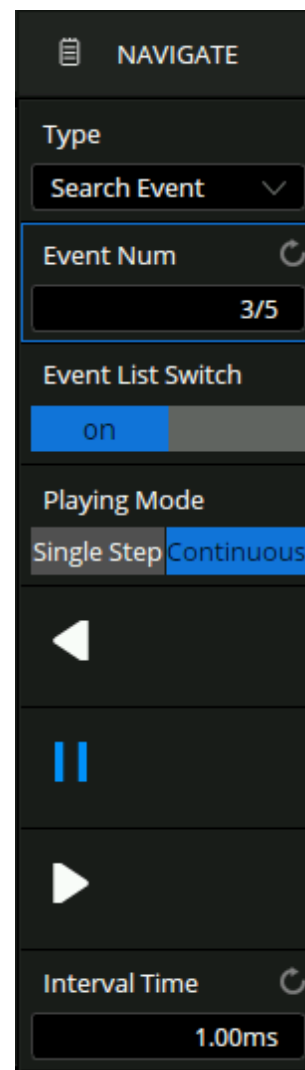 NAVIGATE
Type
Search Event
Event Num
3/5
Event List Switch
on
Playing Mode
Single Step Continuous
Interval Time
1.00ms